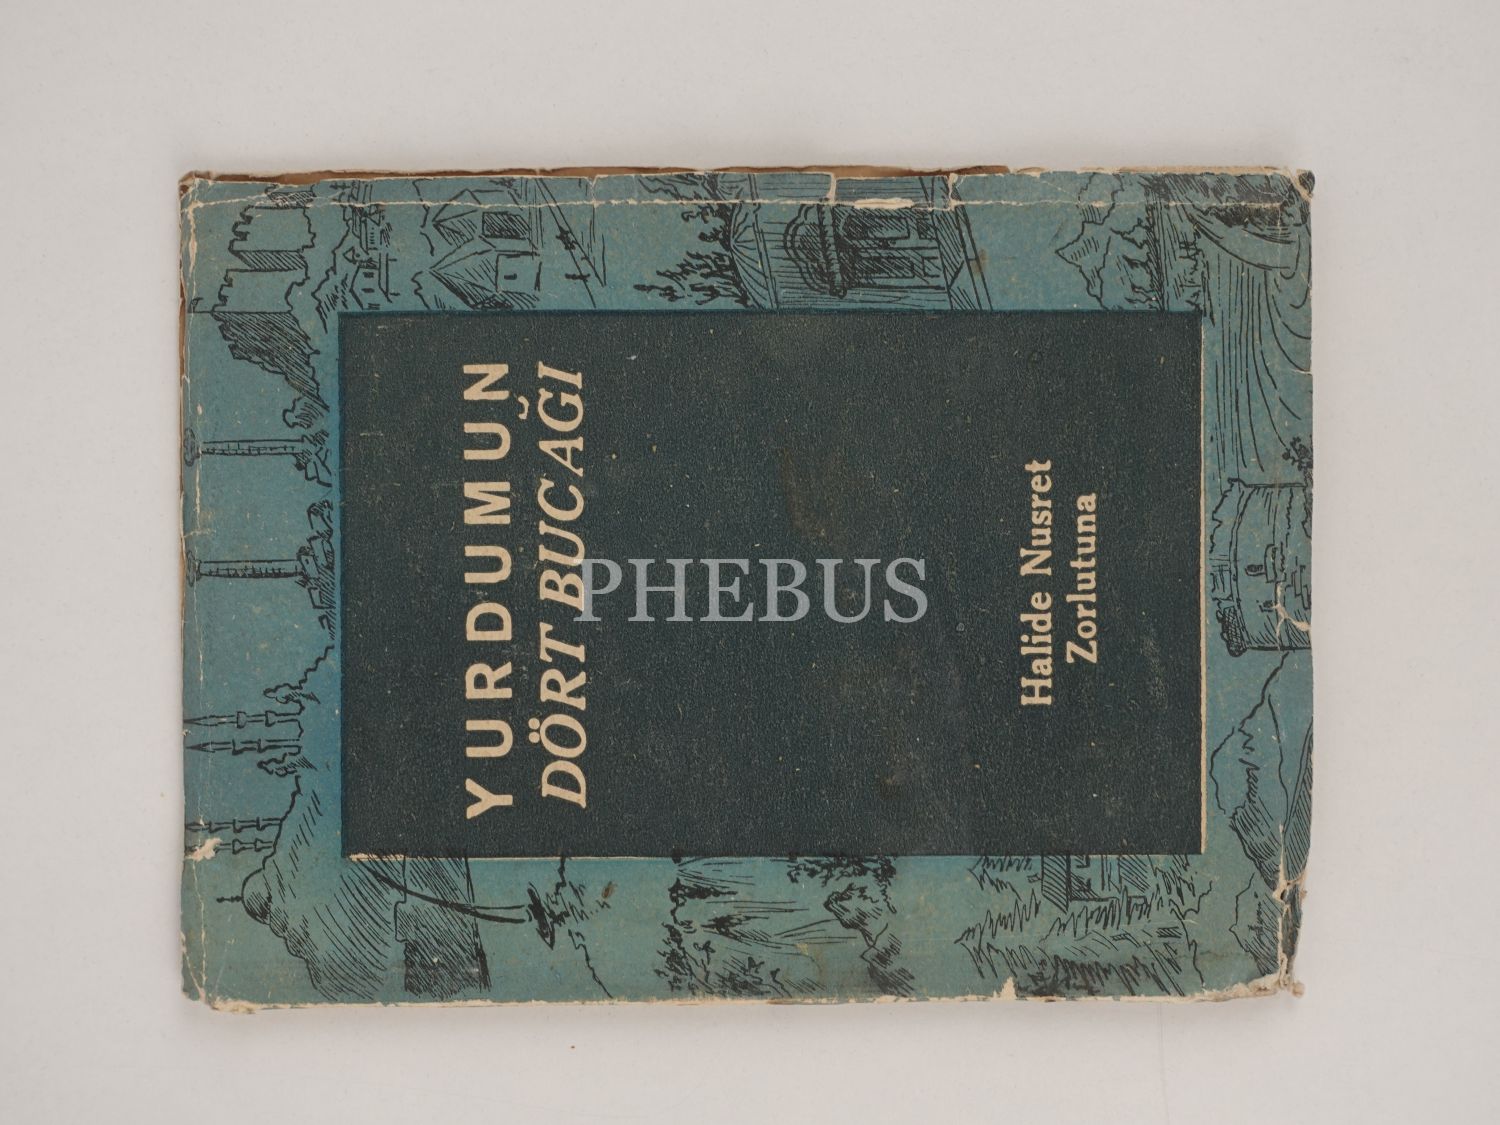 YURDUMUN
DÖRT BUCAĞI
Halide Nusret
Zorlutuna
PHEBUS